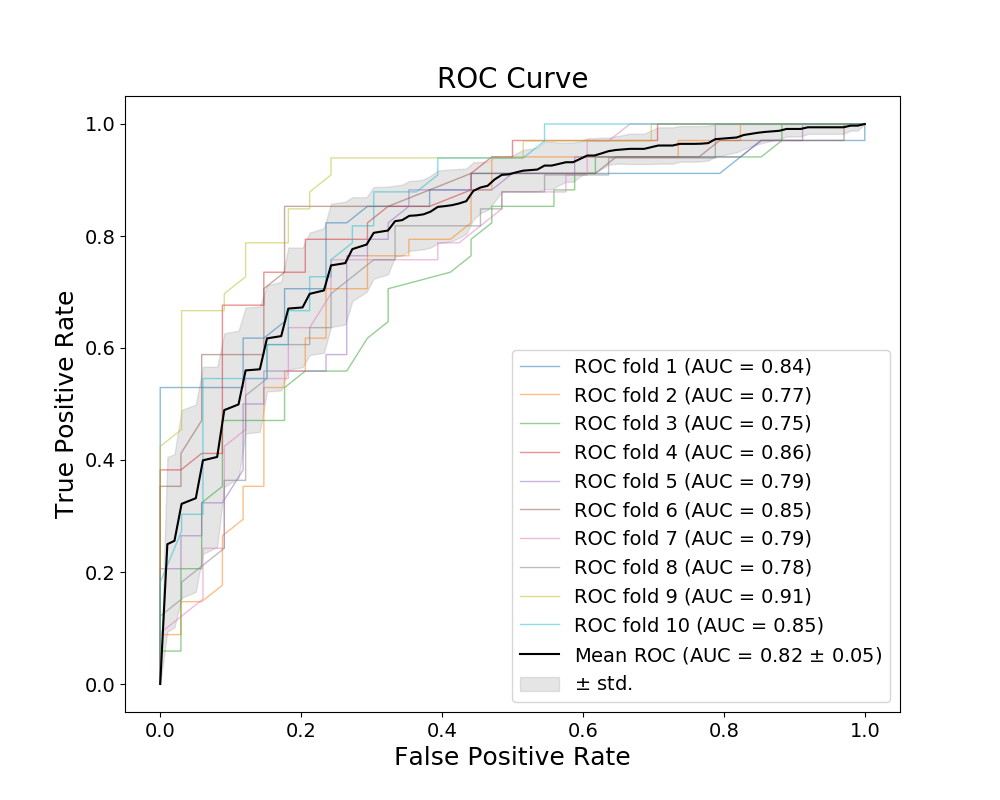 ROC Curve
1.0
0.8
0.6
0.4
0.2
0.0
True Positive Rate
ROC fold 1 (AUC = 0.84)
ROC fold 2 (AUC = 0.77)
ROC fold 3 (AUC = 0.75)
ROC fold 4 (AUC = 0.86)
ROC fold 5 (AUC = 0.79)
ROC fold 6 (AUC = 0.85)
ROC fold 7 (AUC = 0.79)
ROC fold 8 (AUC = 0.78)
ROC fold 9 (AUC = 0.91)
ROC fold 10 (AUC = 0.85)
Mean ROC (AUC = 0.82 ± 0.05)
± std.
0.0 0.2 0.4 0.6 0.8 1.0
False Positive Rate